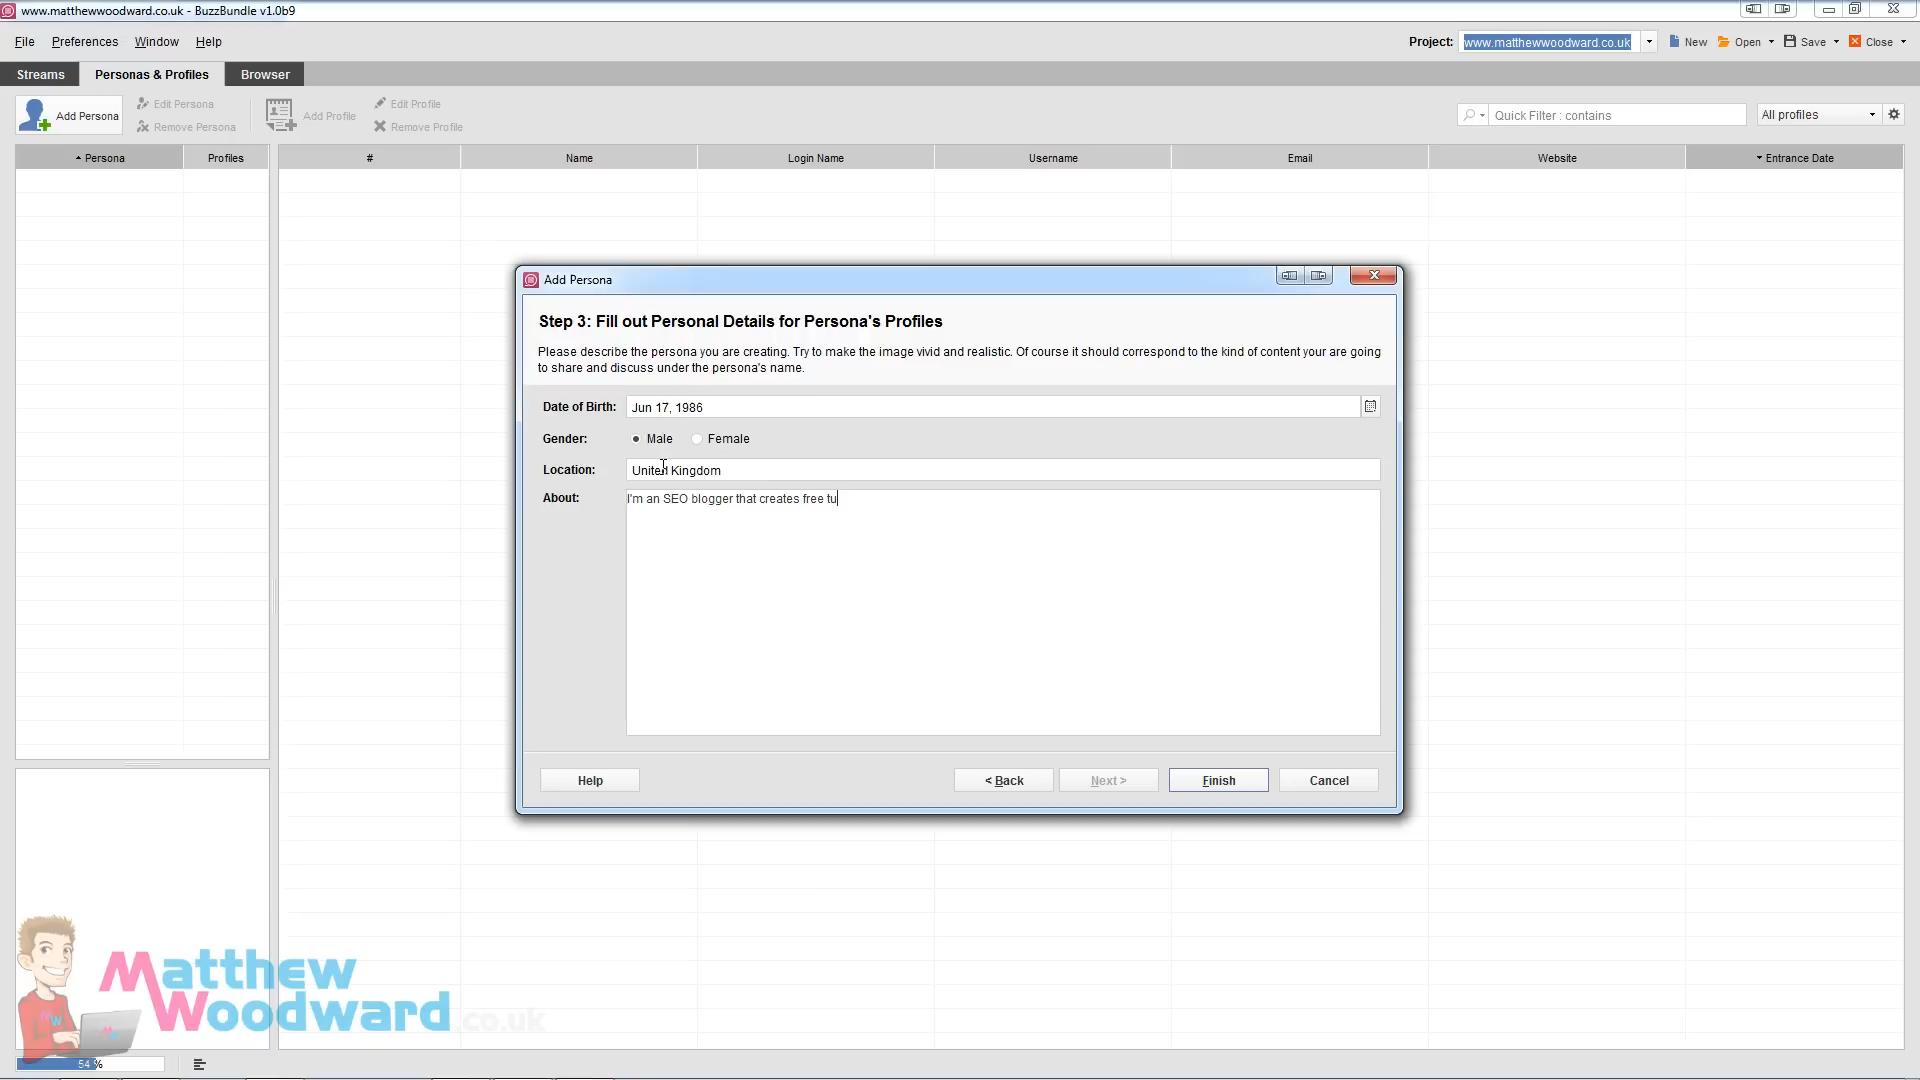 www.matthewwoodward.co.uk - BuzzBundle v1.0b9
File Preferences Window Help
Project: www.matthewwoodward.co.uk New Open Save Close
Streams Personas & Profiles Browser
Add Persona
Edit Persona
Remove Persona
Add Profile
Edit Profile
Remove Profile
Quick Filter : contains
All profiles
Persona Profiles # Name Login Name Username Email Website Entrance Date
Add Persona
Step 3: Fill out Personal Details for Persona's Profiles
Please describe the persona you are creating. Try to make the image vivid and realistic. Of course it should correspond to the kind of content your are going
to share and discuss under the persona's name.
Date of Birth: Jun 17, 1986
Gender: Male Female
Location: United Kingdom
About: I'm an SEO blogger that creates free tu
Help < Back Next > Finish Cancel
Matthew
Woodward.co.uk
MW
54 %